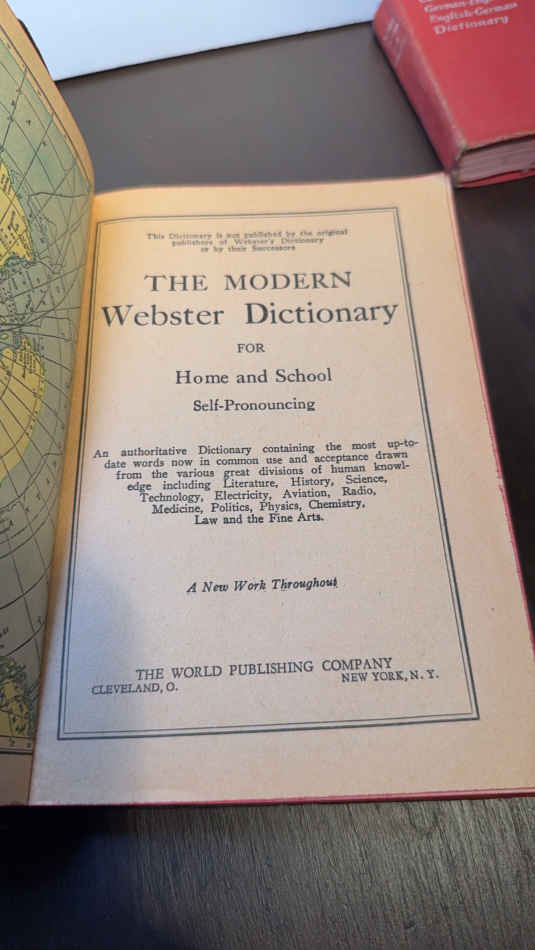 German-English
English-German
Dictionary
This Dictionary is not published by the original
publishers of Webster's Dictionary
or by their Successors
THE MODERN
Webster Dictionary
FOR
Home and School
Self-Pronouncing
An authoritative Dictionary containing the most up-to-
date words now in common use and acceptance drawn
from the various great divisions of human knowl-
edge including Literature, History, Science,
Technology, Electricity, Aviation, Radio,
Medicine, Politics, Physics, Chemistry,
Law and the Fine Arts.
A New Work Throughout
THE WORLD PUBLISHING COMPANY
CLEVELAND, O. NEW YORK, N. Y.